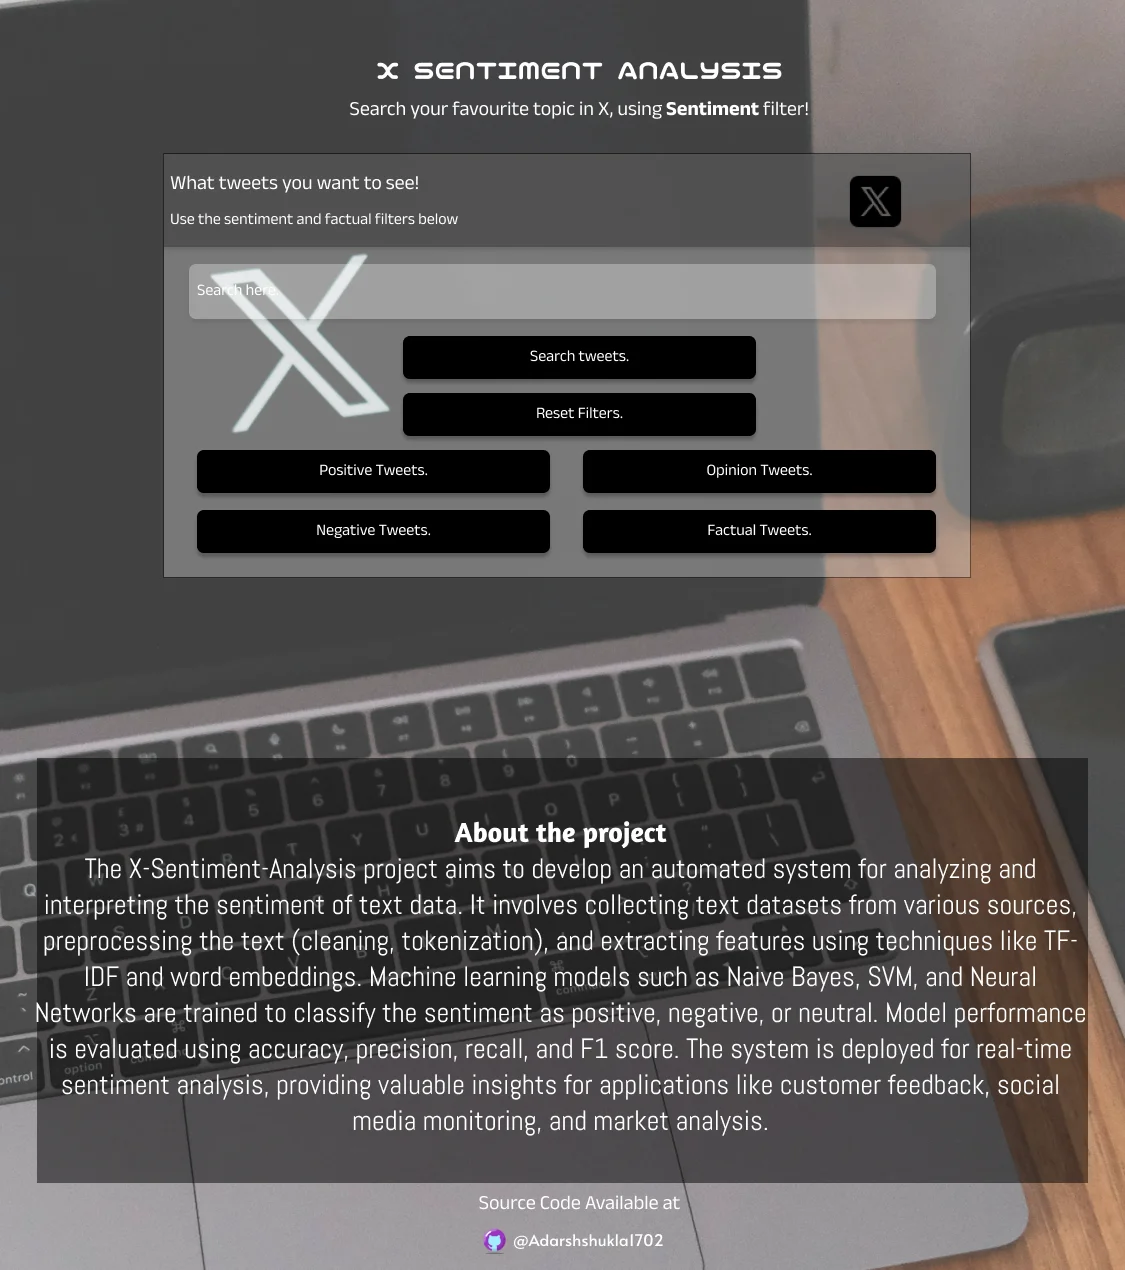 X SENTIMENT ANALYSIS
Search your favourite topic in X, using Sentiment filter!
What tweets you want to see!
Use the sentiment and factual filters below
Search here.
Search tweets.
Reset Filters.
Positive Tweets.
Opinion Tweets.
Negative Tweets.
Factual Tweets.
About the project
The X-Sentiment-Analysis project aims to develop an automated system for analyzing and
interpreting the sentiment of text data. It involves collecting text datasets from various sources,
preprocessing the text (cleaning, tokenization), and extracting features using techniques like TF-
IDF and word embeddings. Machine learning models such as Naive Bayes, SVM, and Neural
Networks are trained to classify the sentiment as positive, negative, or neutral. Model performance
is evaluated using accuracy, precision, recall, and F1 score. The system is deployed for real-time
sentiment analysis, providing valuable insights for applications like customer feedback, social
media monitoring, and market analysis.
Source Code Available at
@Adarshshukla1702